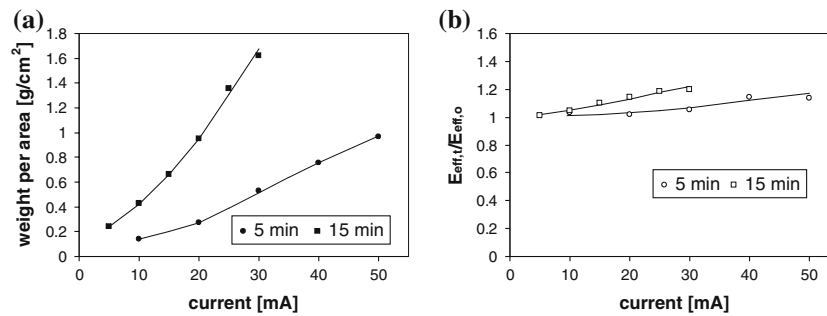 (a)
weight per area [g/cm²]
1.8
1.6
1.4
1.2
1
0.8
0.6
0.4
0.2
0
0 10 20 30 40 50
current [mA]
5 min 15 min
(b)
E_eff,t/E_eff,o
1.6
1.4
1.2
1
0.8
0.6
0.4
0.2
0
0 10 20 30 40 50
current [mA]
5 min 15 min